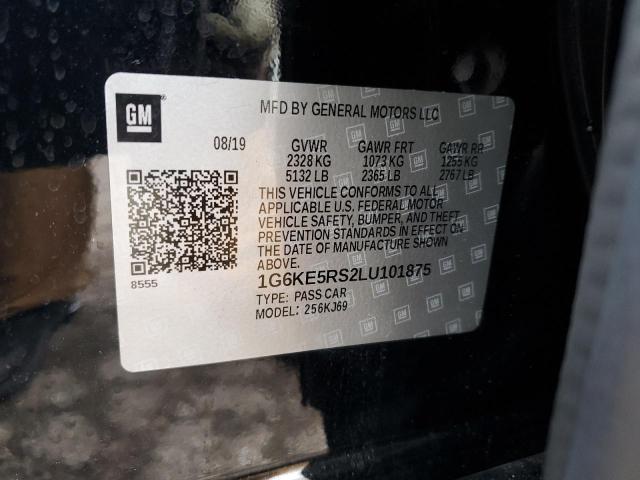 GM
®
MFD BY GENERAL MOTORS LLC
08/19 GVWR GAWR FRT GAWR RR
2328 KG 1073 KG 1255 KG
5132 LB 2365 LB 2767 LB
THIS VEHICLE CONFORMS TO ALL
APPLICABLE U.S. FEDERAL MOTOR
VEHICLE SAFETY, BUMPER, AND THEFT
PREVENTION STANDARDS IN EFFECT ON
THE DATE OF MANUFACTURE SHOWN
ABOVE.
8555
1G6KE5RS2LU101875
TYPE: PASS CAR
MODEL: 256KJ69